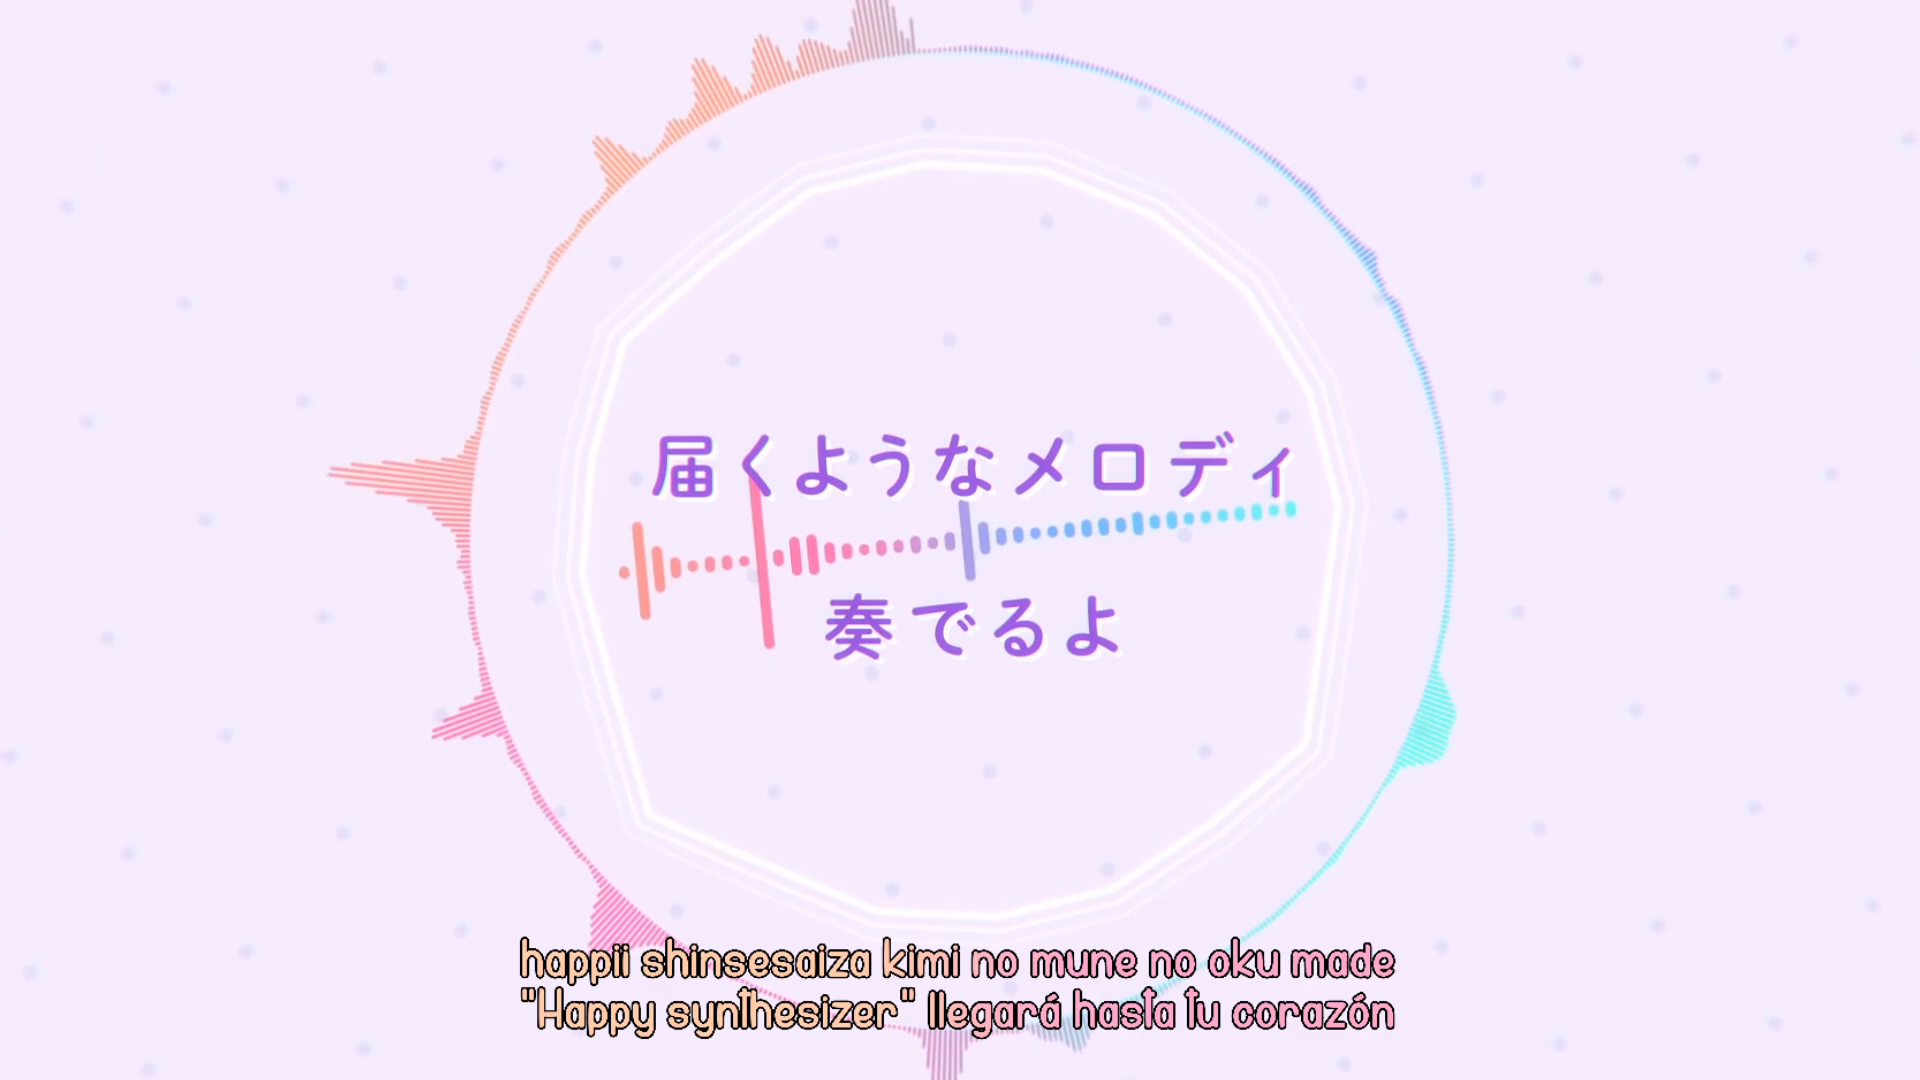 届くようなメロディ
奏でるよ
happii shinsesaiza kimi no mune no oku made
"Happy synthesizer" llegará hasta tu corazón